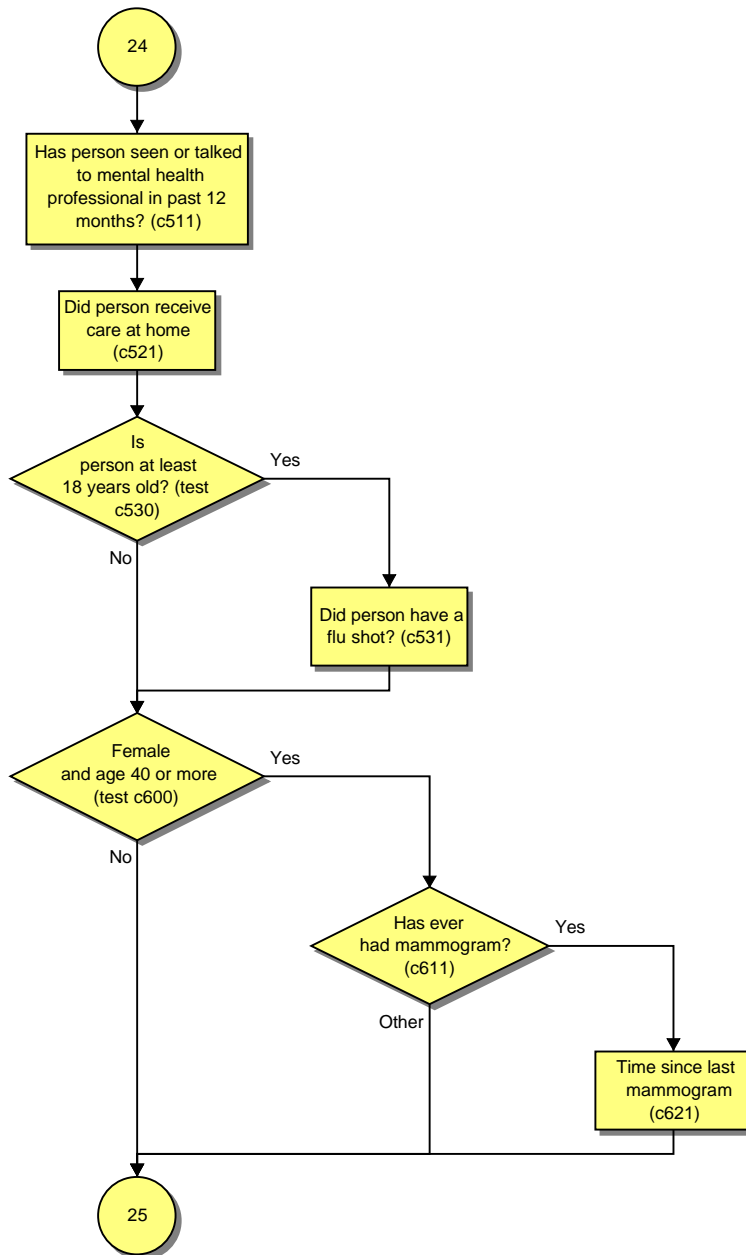 24
Has person seen or talked
to mental health
professional in past 12
months? (c511)
Did person receive
care at home
(c521)
Is
person at least
18 years old? (test
c530)
Yes
No
Did person have a
flu shot? (c531)
Female
and age 40 or more
(test c600)
Yes
No
Has ever
had mammogram?
(c611)
Yes
Other
Time since last
mammogram
(c621)
25